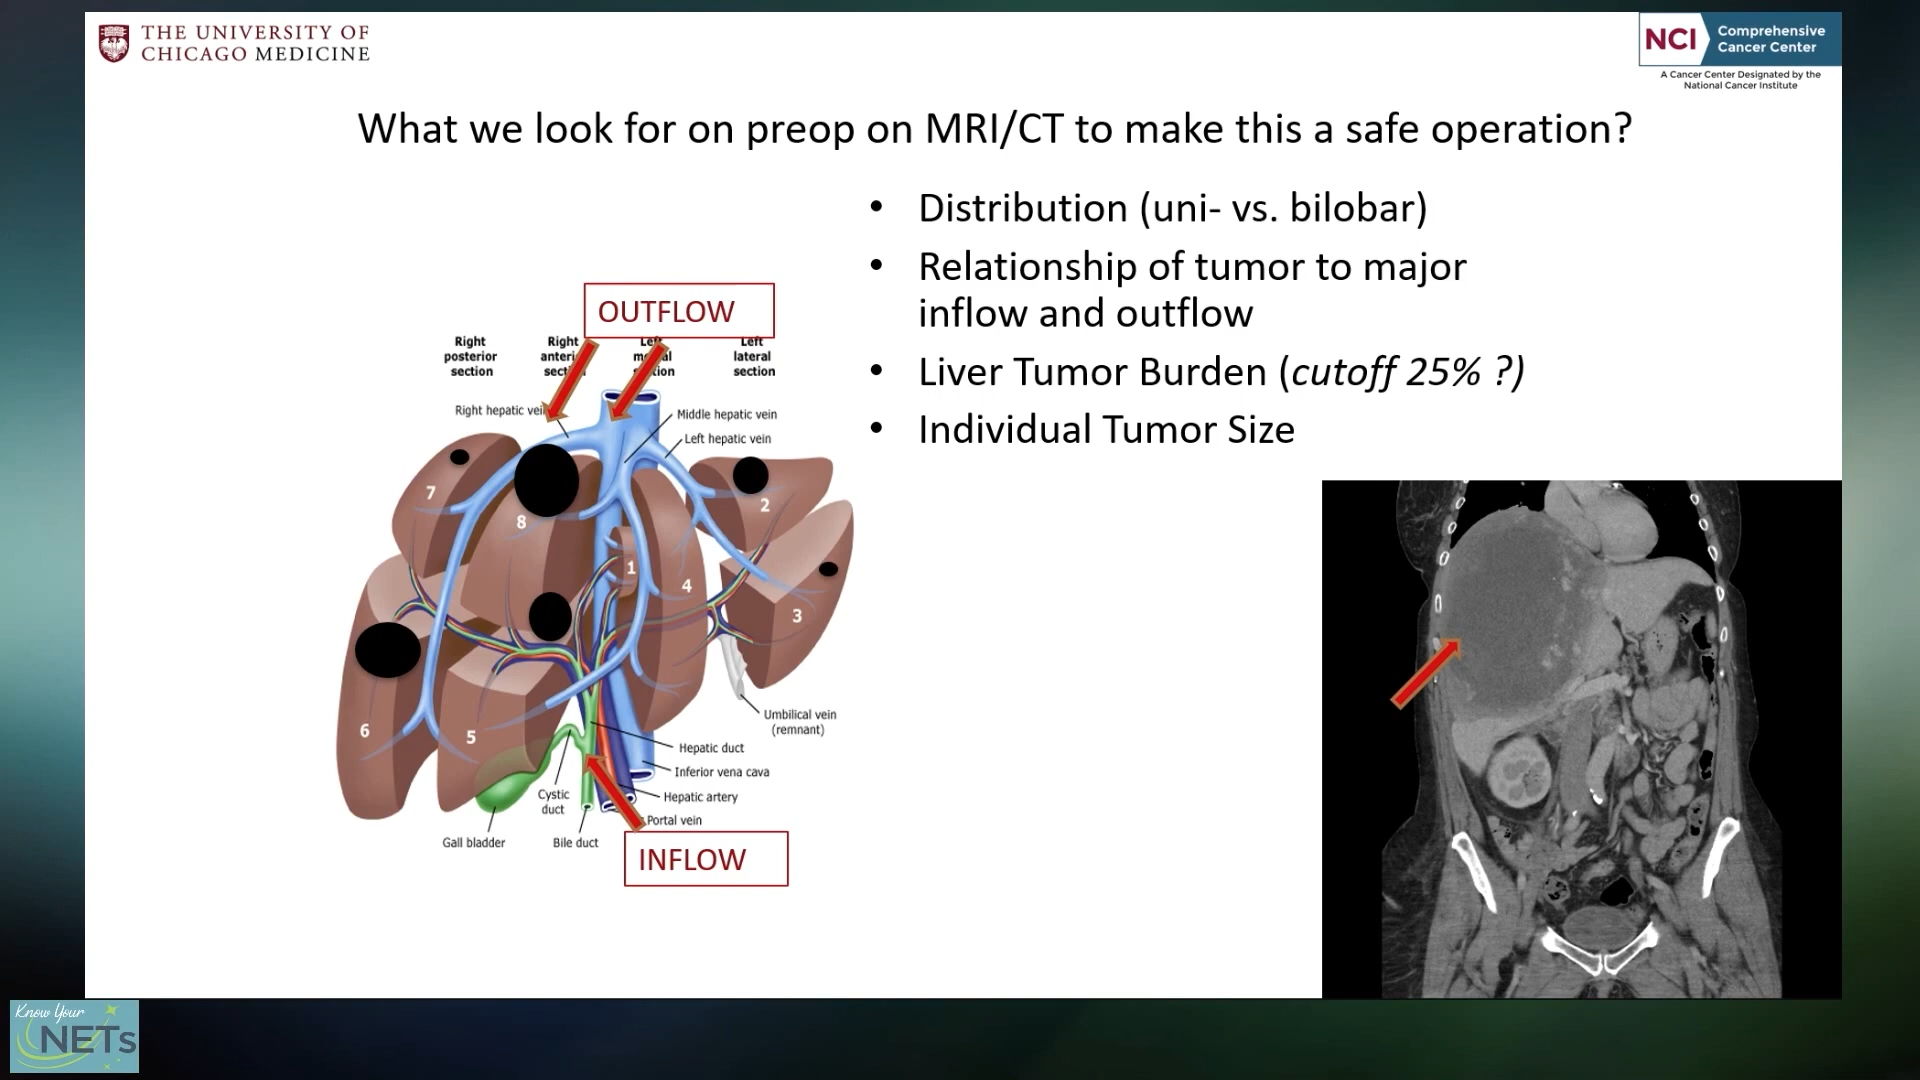 THE UNIVERSITY OF
CHICAGO MEDICINE
NCI
Comprehensive
Cancer Center
A Cancer Center Designated by the
National Cancer Institute
What we look for on preop on MRI/CT to make this a safe operation?
• Distribution (uni- vs. bilobar)
• Relationship of tumor to major
inflow and outflow
• Liver Tumor Burden (cutoff 25% ?)
• Individual Tumor Size
OUTFLOW
Right
posterior
section
Right
Left
Left
lateral
section
Right hepatic
Middle hepatic vein
Left hepatic vein
7
8
2
1
4
3
6
5
Umbilical vein
(remnant)
Hepatic duct
Inferior vena cava
Hepatic artery
Portal vein
Cystic
duct
Gall bladder
Bile duct
INFLOW
Know Your
NETs